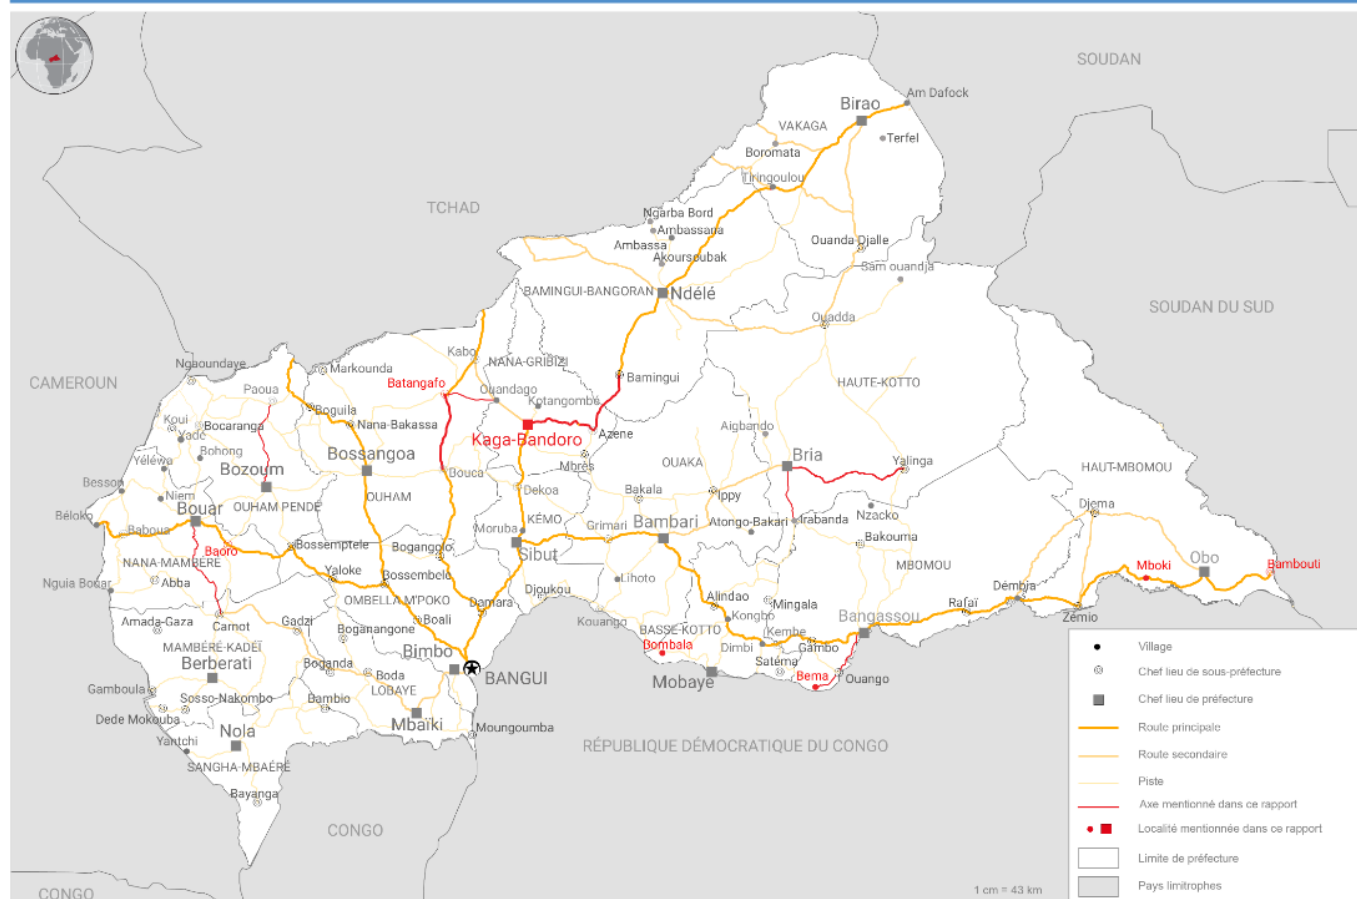 SOUDAN
Am Dafock
Birao
VAKAGA
Terfel
Boromata
Tiringoulou
TCHAD
Ngarba Bord
Ambassana
Ambassa
Ouanda-Djalle
Akoursoubak
Sam ouandja
BAMINGUI-BANGORAN
Ndélé
SOUDAN DU SUD
Ouadda
Kabo
NANA-GRIBIZI
Ngaoundaye
Markounda
Bamingui
CAMEROUN
Batangafo
HAUTE-KOTTO
Paoua
Ouandago
Kotangombé
Boguila
Koui
Bocaranga
Nana-Bakassa
Aigbando
Yadé
Kaga-Bandoro
Azene
Bohong
Bossangoa
Bria
Yéléwa
Bozoum
Mbrès
OUAKA
Yalinga
HAUT-MBOMOU
Besson
Bouca
Niem
OUHAM
Dekoa
Bakala
Ippy
Bouar
OUHAM PENDÉ
Nzacko
Djema
Béloko
Baboua
KÉMO
Moruba
Grimari
Bambari
Atongo-Bakari
Irabanda
Baoro
Bossemptele
Bogangolo
Sibut
Bakouma
NANA-MAMBÉRÉ
Obo
Mboki
Bambouti
MBOMOU
Nguia Bouar
Abba
Yaloke
Bossembélé
Lihoto
Dembia
OMBELLA M'POKO
Djoukou
Alindao
Mingala
Rafaï
Zémio
Damara
Amada-Gaza
Carnot
Gadzi
Boali
Kouango
Kongbo
Bangassou
Boganangone
BASSE-KOTTO
Kembe
MAMBÉRÉ-KADÉÏ
Bombala
Dimbi
Gambo
Village
Bimbo
Berberati
Boganda
Satéma
Bema
Ouango
Boda
BANGUI
Mobaye
Chef lieu de sous-préfecture
Gamboula
LOBAYE
Sosso-Nakombo
Bambio
Chef lieu de préfecture
Dede Mokouba
Mbaïki
Nola
Moungoumba
Route principale
Yantchi
RÉPUBLIQUE DÉMOCRATIQUE DU CONGO
Route secondaire
SANGHA-MBAÉRÉ
Piste
Bayanga
Axe mentionné dans ce rapport
CONGO
Localité mentionnée dans ce rapport
Limite de préfecture
1 cm = 43 km
Pays limitrophes
CONGO